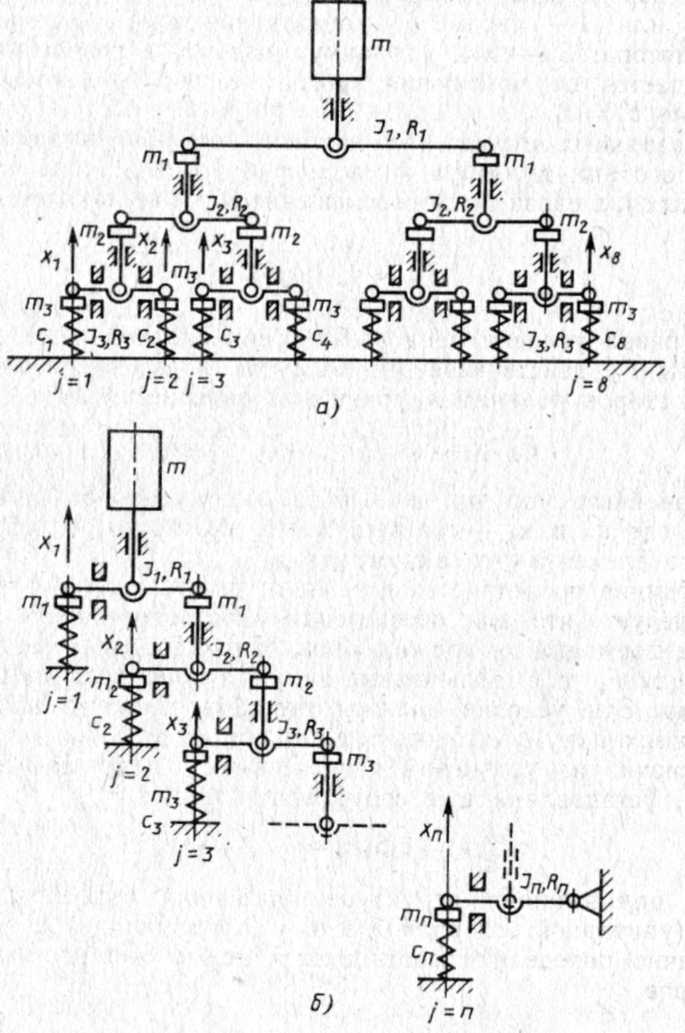 m
J₁, R₁
m₁ m₁
J₂, R₂ J₂, R₂
m₂ x₂ m₂ m₂
x₁ x₃ x₈
m₃
m₃ m₃ m₃
c₁ J₃, R₃ c₂ c₃ c₄ J₃, R₃ c₈
j=1 j=2 j=3 j=8
а)
m
x₁
J₁, R₁
m₁ m₁
x₂
J₂, R₂
m₂ m₂
j=1
x₃ J₃, R₃
c₂
m₃
j=2 m₃
c₃
j=3
xₙ
Jₙ, Rₙ
mₙ
cₙ
б) j=n